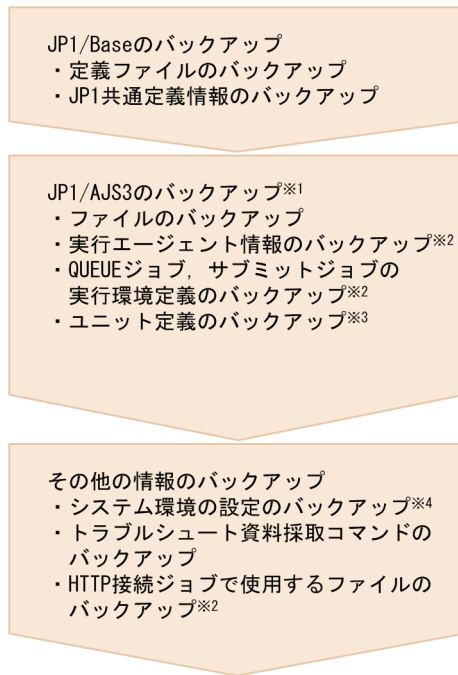 JP1/Baseのバックアップ
・定義ファイルのバックアップ
・JP1共通定義情報のバックアップ
JP1/AJS3のバックアップ※1
・ファイルのバックアップ
・実行エージェント情報のバックアップ※2
・QUEUEジョブ，サブミットジョブの
実行環境定義のバックアップ※2
・ユニット定義のバックアップ※3
その他の情報のバックアップ
・システム環境の設定のバックアップ※4
・トラブルシュート資料採取コマンドの
バックアップ
・HTTP接続ジョブで使用するファイルの
バックアップ※2